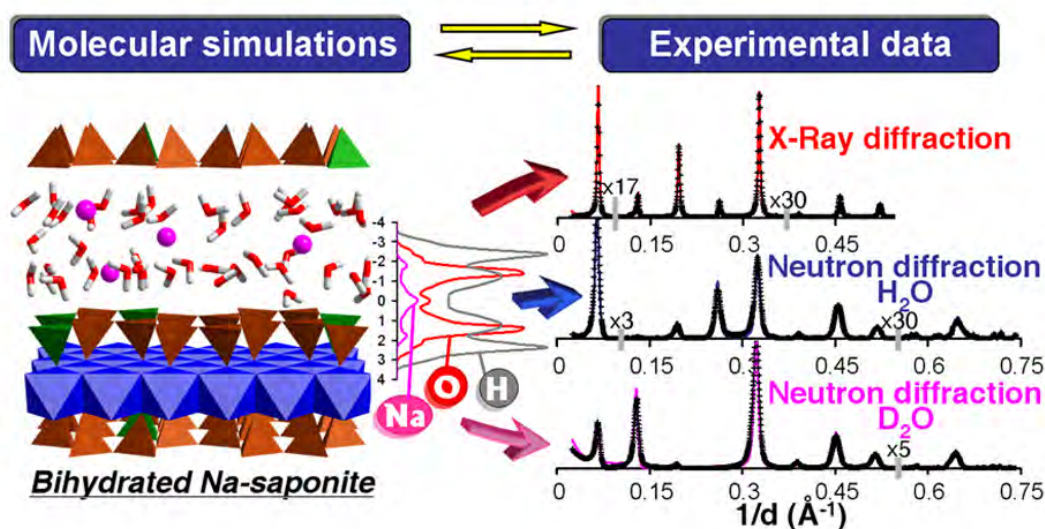 Molecular simulations
Experimental data
X-Ray diffraction
x17
x30
0 0.15 0.3 0.45
-4
-3
-2
-1
0
1
2
3
4
Na
O
H
Neutron diffraction
H₂O
x3
x30
0 0.15 0.3 0.45 0.6 0.75
Neutron diffraction
D₂O
x5
0 0.15 0.3 0.45 0.6 0.75
1/d (Å⁻¹)
Bihydrated Na-saponite